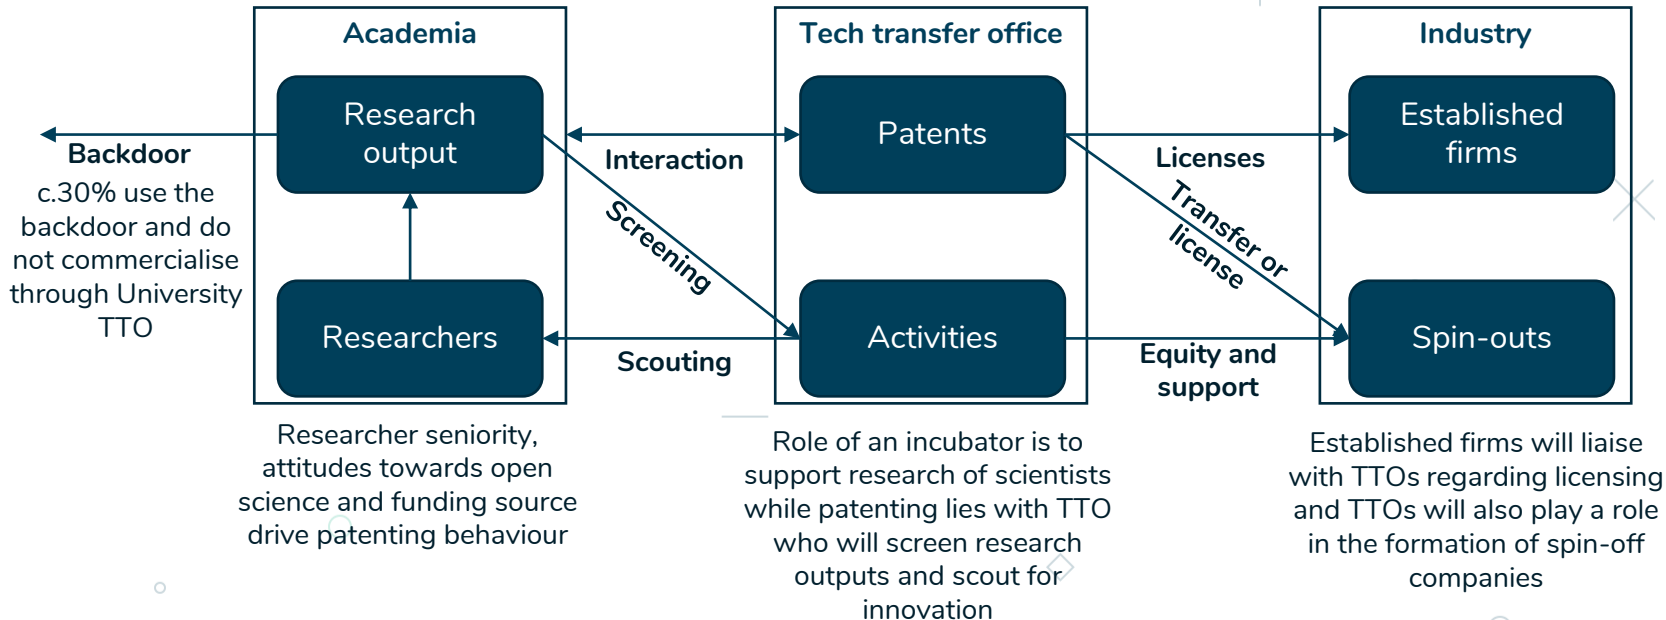 Academia
Tech transfer office
Industry
Research
output
Patents
Established
firms
Backdoor
c.30% use the
backdoor and do
not commercialise
through University
TTO
Interaction
Licenses
Screening
Transfer or
license
Researchers
Activities
Spin-outs
Scouting
Equity and
support
Researcher seniority,
attitudes towards open
science and funding source
drive patenting behaviour
Role of an incubator is to
support research of scientists
while patenting lies with TTO
who will screen research
outputs and scout for
innovation
Established firms will liaise
with TTOs regarding licensing
and TTOs will also play a role
in the formation of spin-off
companies